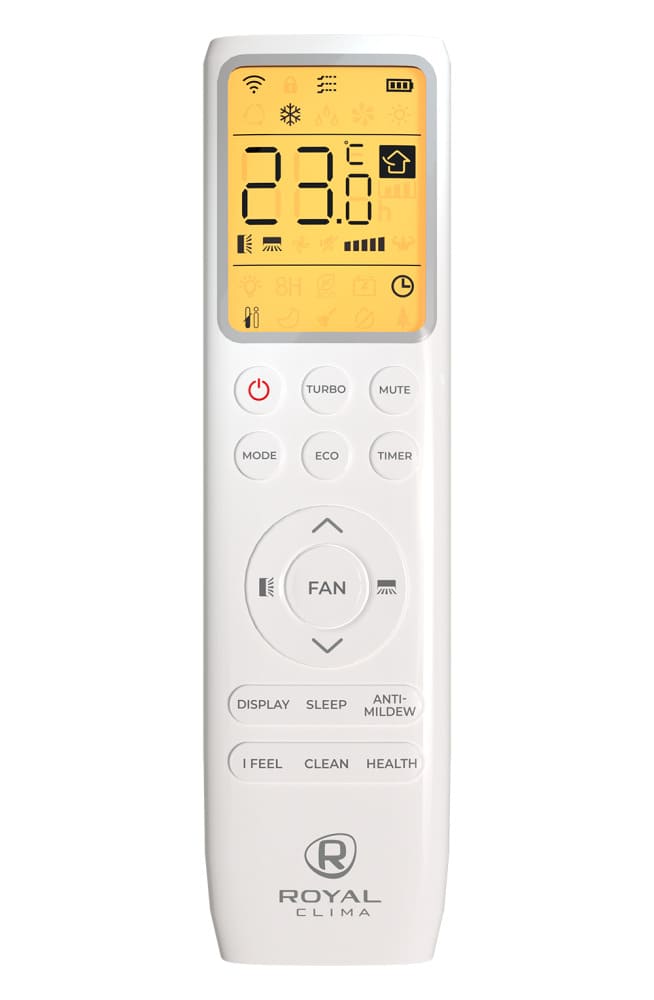 °C
23.0
h
8H
TURBO MUTE
MODE ECO TIMER
FAN
DISPLAY SLEEP ANTI-
MILDEW
I FEEL CLEAN HEALTH
R
ROYAL
CLIMA